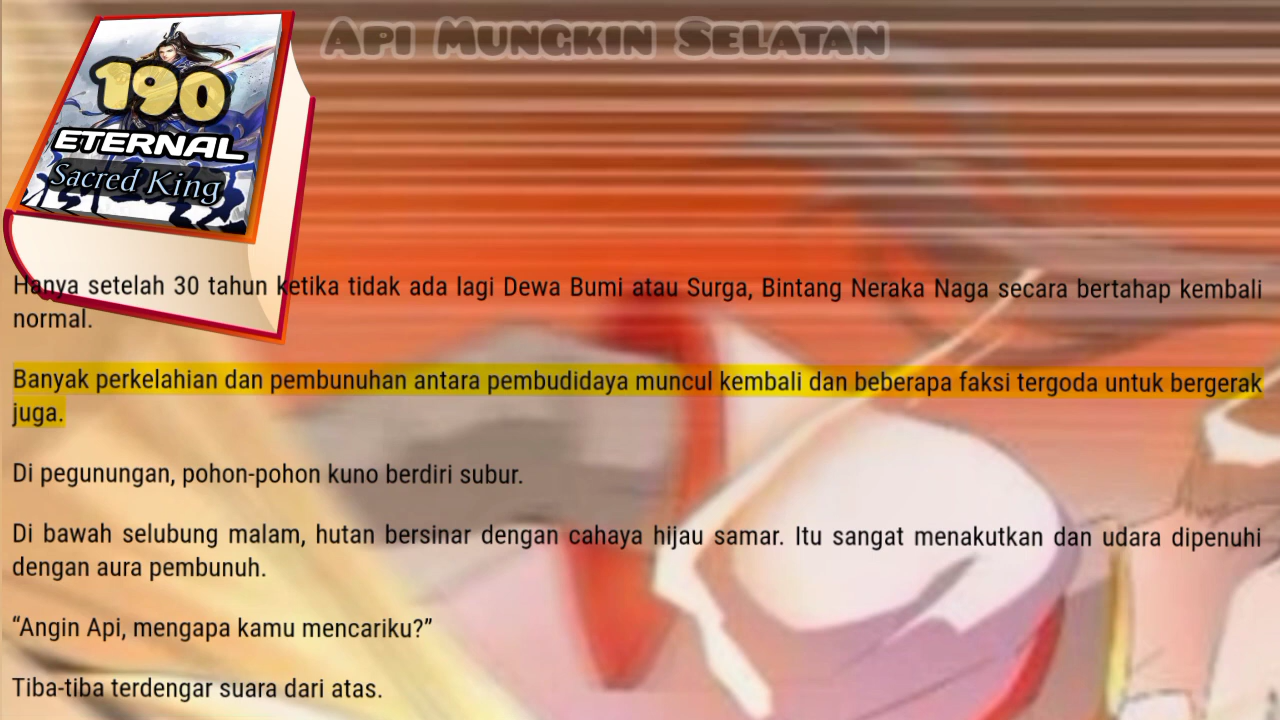 Api Mungkin Selatan
190
ETERNAL
Sacred King
Hanya setelah 30 tahun ketika tidak ada lagi Dewa Bumi atau Surga, Bintang Neraka Naga secara bertahap kembali
normal.
Banyak perkelahian dan pembunuhan antara pembudidaya muncul kembali dan beberapa faksi tergoda untuk bergerak
juga.
Di pegunungan, pohon-pohon kuno berdiri subur.
Di bawah selubung malam, hutan bersinar dengan cahaya hijau samar. Itu sangat menakutkan dan udara dipenuhi
dengan aura pembunuh.
“Angin Api, mengapa kamu mencariku?”
Tiba-tiba terdengar suara dari atas.